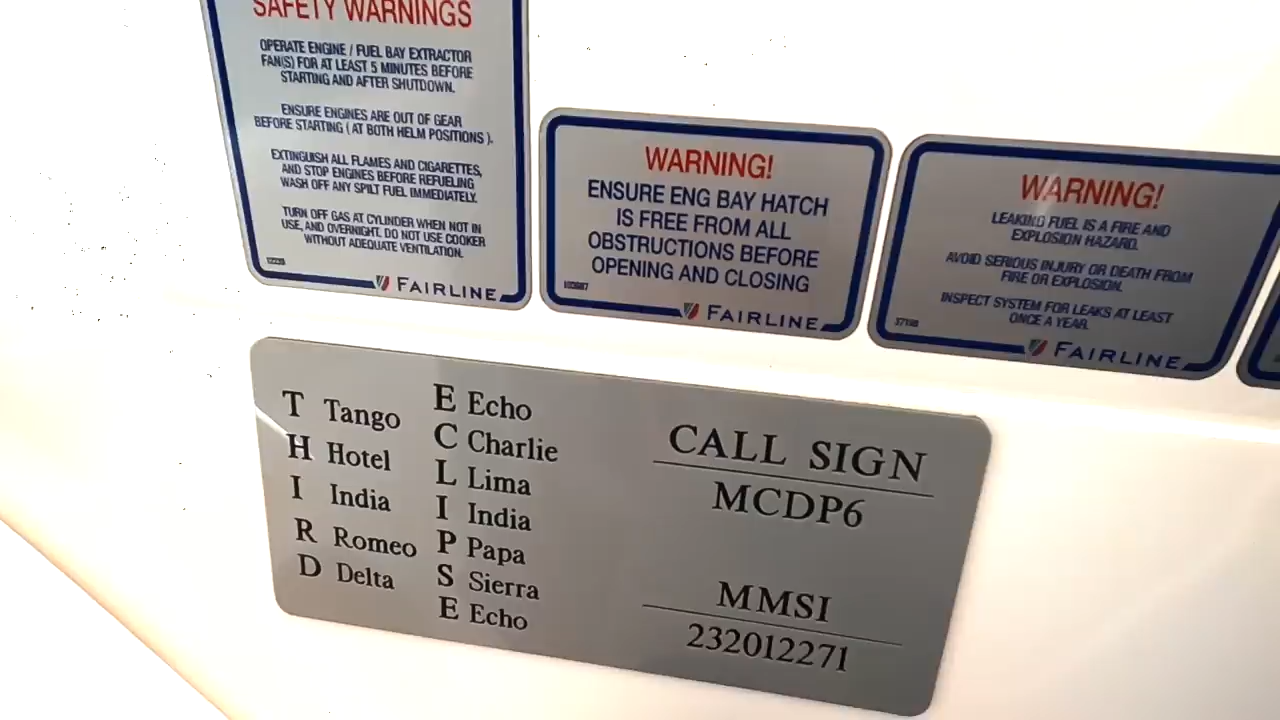 SAFETY WARNINGS
OPERATE ENGINE / FUEL BAY EXTRACTOR
FAN(S) FOR AT LEAST 5 MINUTES BEFORE
STARTING AND AFTER SHUTDOWN.
ENSURE ENGINES ARE OUT OF GEAR
BEFORE STARTING ( AT BOTH HELM POSITIONS ).
EXTINGUISH ALL FLAMES AND CIGARETTES,
AND STOP ENGINES BEFORE REFUELING
WASH OFF ANY SPILT FUEL IMMEDIATELY.
TURN OFF GAS AT CYLINDER WHEN NOT IN
USE, AND OVERNIGHT. DO NOT USE COOKER
WITHOUT ADEQUATE VENTILATION.
FAIRLINE
WARNING!
ENSURE ENG BAY HATCH
IS FREE FROM ALL
OBSTRUCTIONS BEFORE
OPENING AND CLOSING
FAIRLINE
WARNING!
LEAKING FUEL IS A FIRE AND
EXPLOSION HAZARD.
AVOID SERIOUS INJURY OR DEATH FROM
FIRE OR EXPLOSION.
INSPECT SYSTEM FOR LEAKS AT LEAST
ONCE A YEAR.
FAIRLINE
T Tango
H Hotel
I India
R Romeo
D Delta
E Echo
C Charlie
L Lima
I India
P Papa
S Sierra
E Echo
CALL SIGN
MCDP6
MMSI
232012271